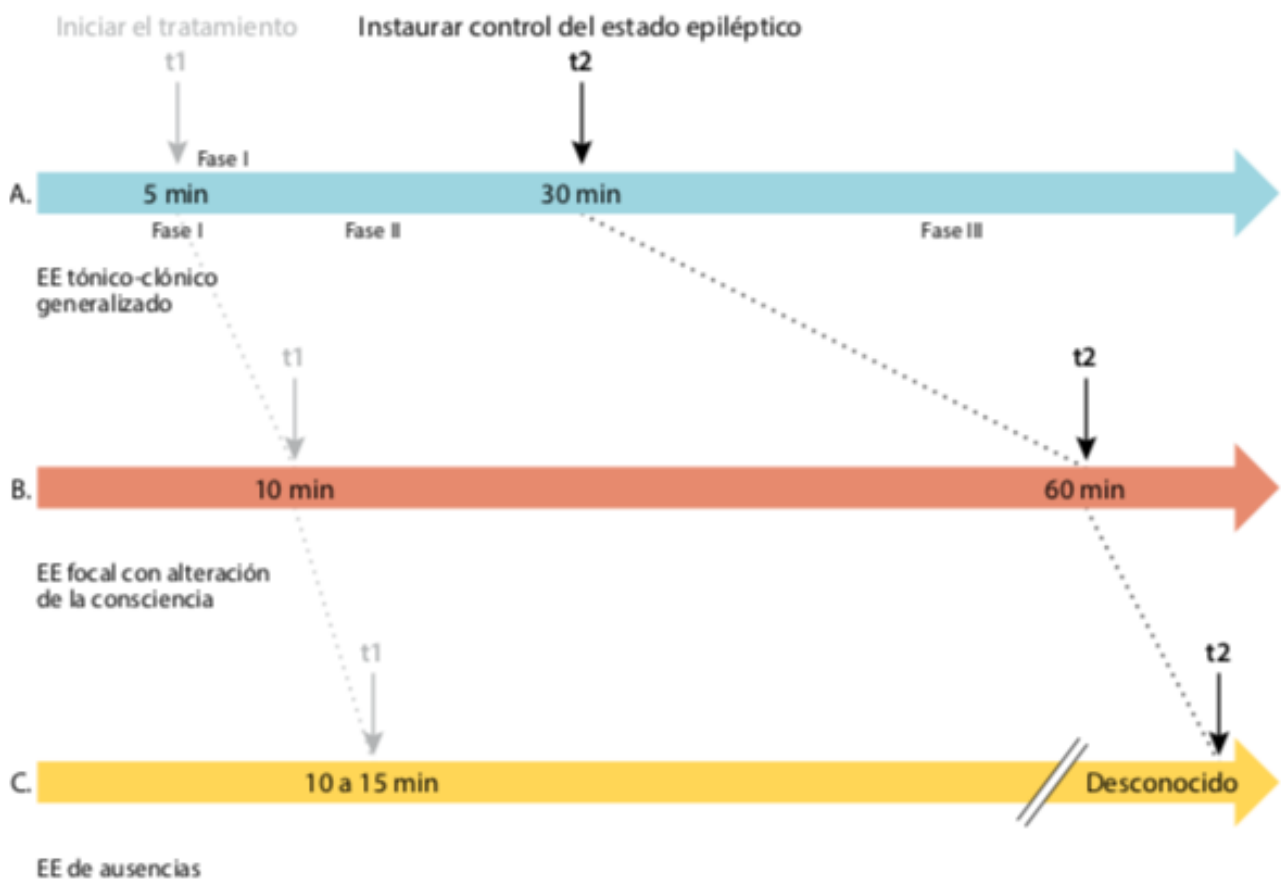 Iniciar el tratamiento Instaurar control del estado epiléptico
t1 t2
Fase I
A. 5 min 30 min
Fase I Fase II Fase III
EE tónico-clónico
generalizado
t1 t2
B. 10 min 60 min
EE focal con alteración
de la consciencia
t1 t2
C. 10 a 15 min Desconocido
EE de ausencias